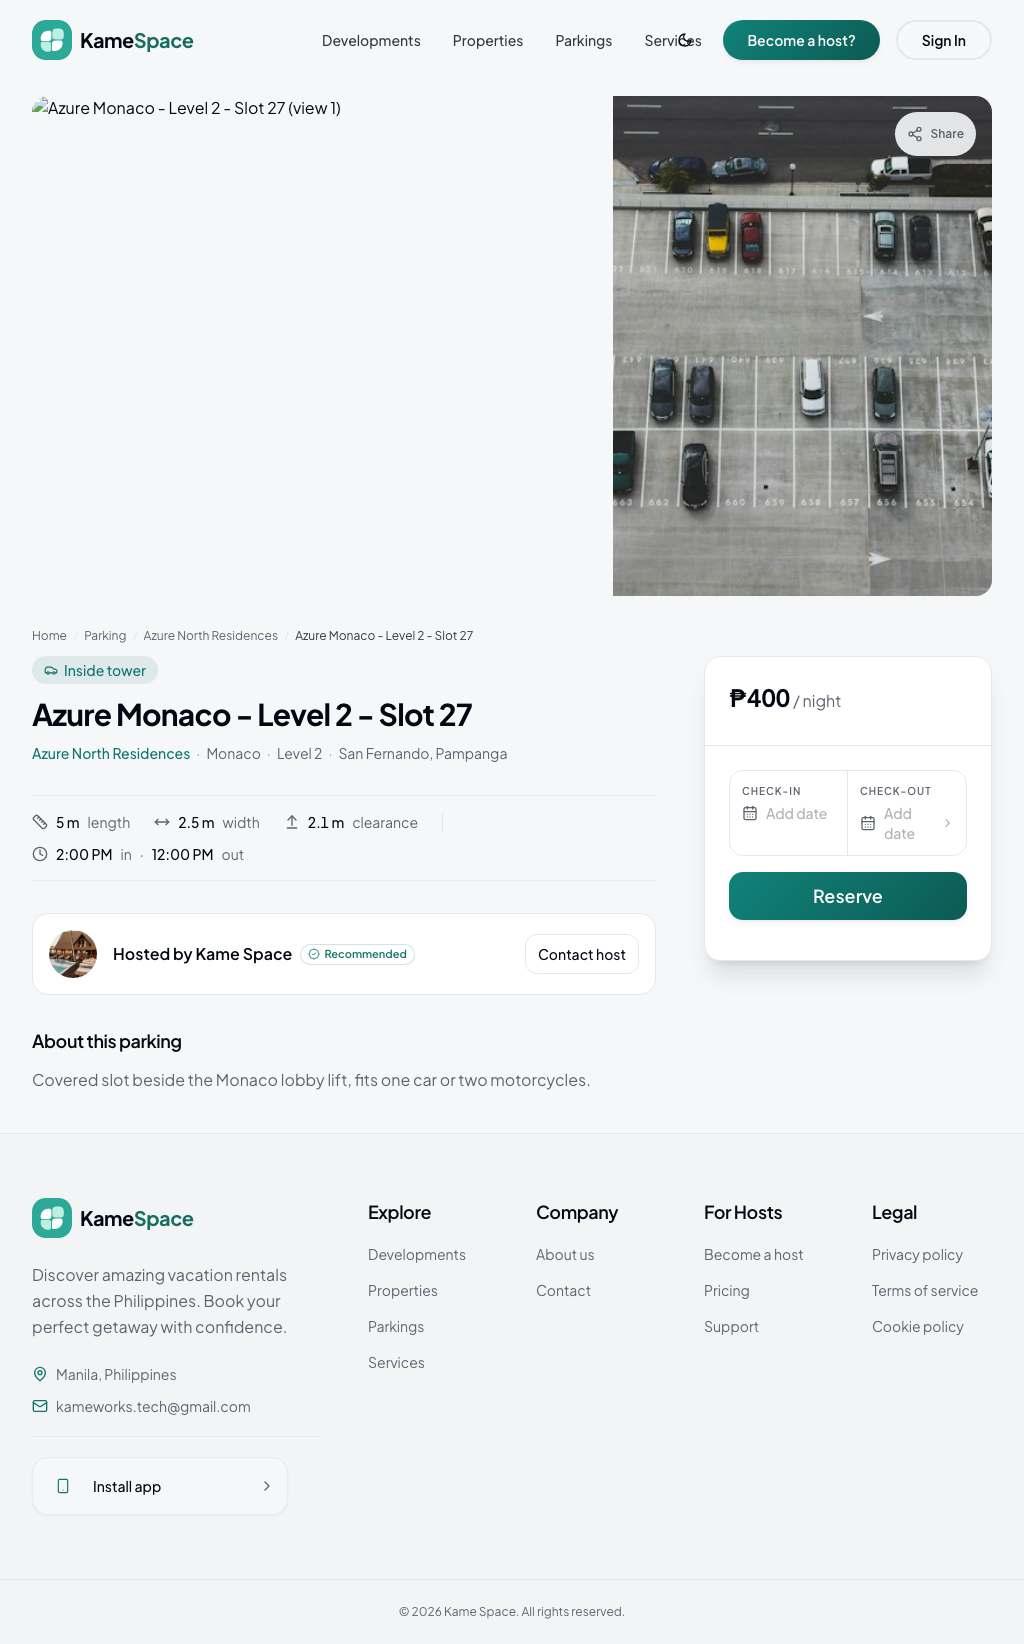 KameSpace
Developments
Properties
Parkings
Services
Become a host?
Sign In
Azure Monaco - Level 2 - Slot 27 (view 1)
Share
Home / Parking / Azure North Residences / Azure Monaco - Level 2 - Slot 27
Inside tower
Azure Monaco - Level 2 - Slot 27
Azure North Residences · Monaco · Level 2 · San Fernando, Pampanga
5 m length
2.5 m width
2.1 m clearance
2:00 PM in · 12:00 PM out
Hosted by Kame Space
Recommended
Contact host
About this parking
Covered slot beside the Monaco lobby lift, fits one car or two motorcycles.
₱400 / night
CHECK-IN
Add date
CHECK-OUT
Add
date
Reserve
KameSpace
Discover amazing vacation rentals
across the Philippines. Book your
perfect getaway with confidence.
Manila, Philippines
kameworks.tech@gmail.com
Install app
Explore
Developments
Properties
Parkings
Services
Company
About us
Contact
For Hosts
Become a host
Pricing
Support
Legal
Privacy policy
Terms of service
Cookie policy
© 2026 Kame Space. All rights reserved.